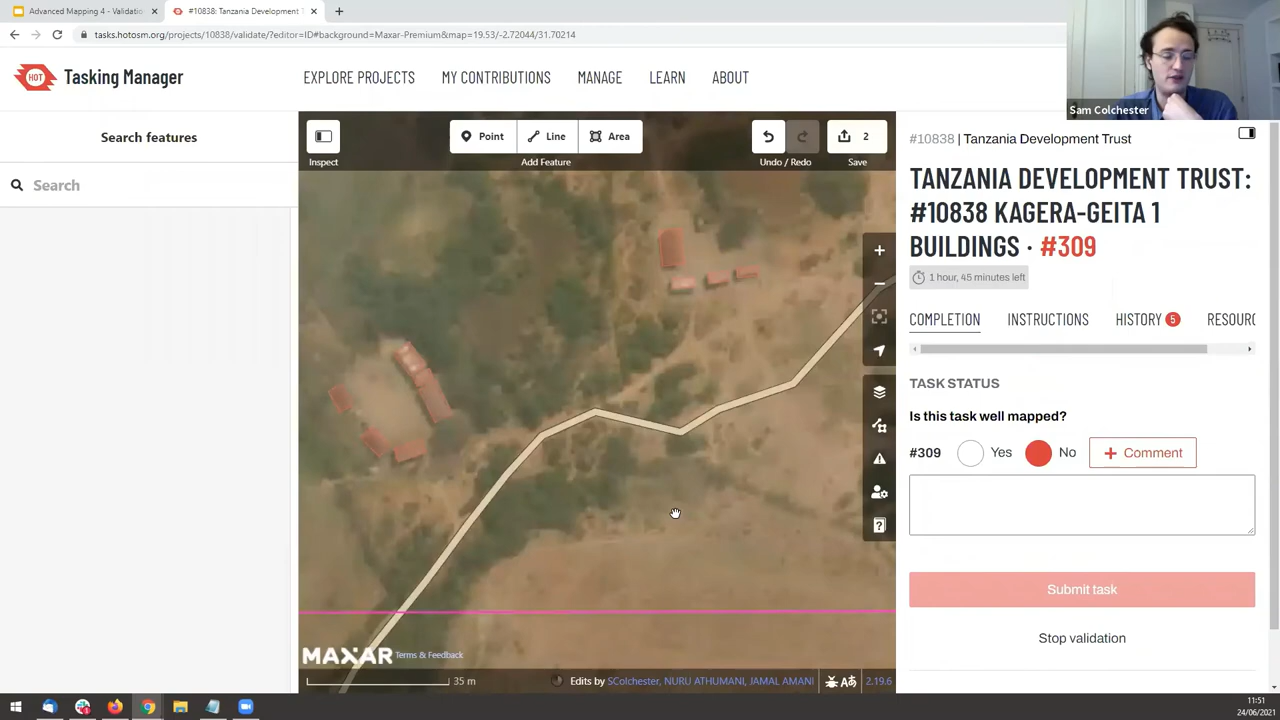 Advanced Mapping 4 - Validatio
#10838: Tanzania Development T
tasks.hotosm.org/projects/10838/validate/?editor=ID#background=Maxar-Premium&map=19.53/-2.72044/31.70214
HOT
Tasking Manager
EXPLORE PROJECTS
MY CONTRIBUTIONS
MANAGE
LEARN
ABOUT
Sam Colchester
Search features
Search
Inspect
Point
Line
Area
Add Feature
Undo / Redo
2
Save
#10838 | Tanzania Development Trust
TANZANIA DEVELOPMENT TRUST:
#10838 KAGERA-GEITA 1
BUILDINGS · #309
1 hour, 45 minutes left
COMPLETION
INSTRUCTIONS
HISTORY 5
RESOURC
TASK STATUS
Is this task well mapped?
#309
Yes
No
+ Comment
Submit task
Stop validation
MAXAR
Terms & Feedback
35 m
Edits by SColchester, NURU ATHUMANI, JAMAL AMANI
2.19.6
11:51
24/06/2021